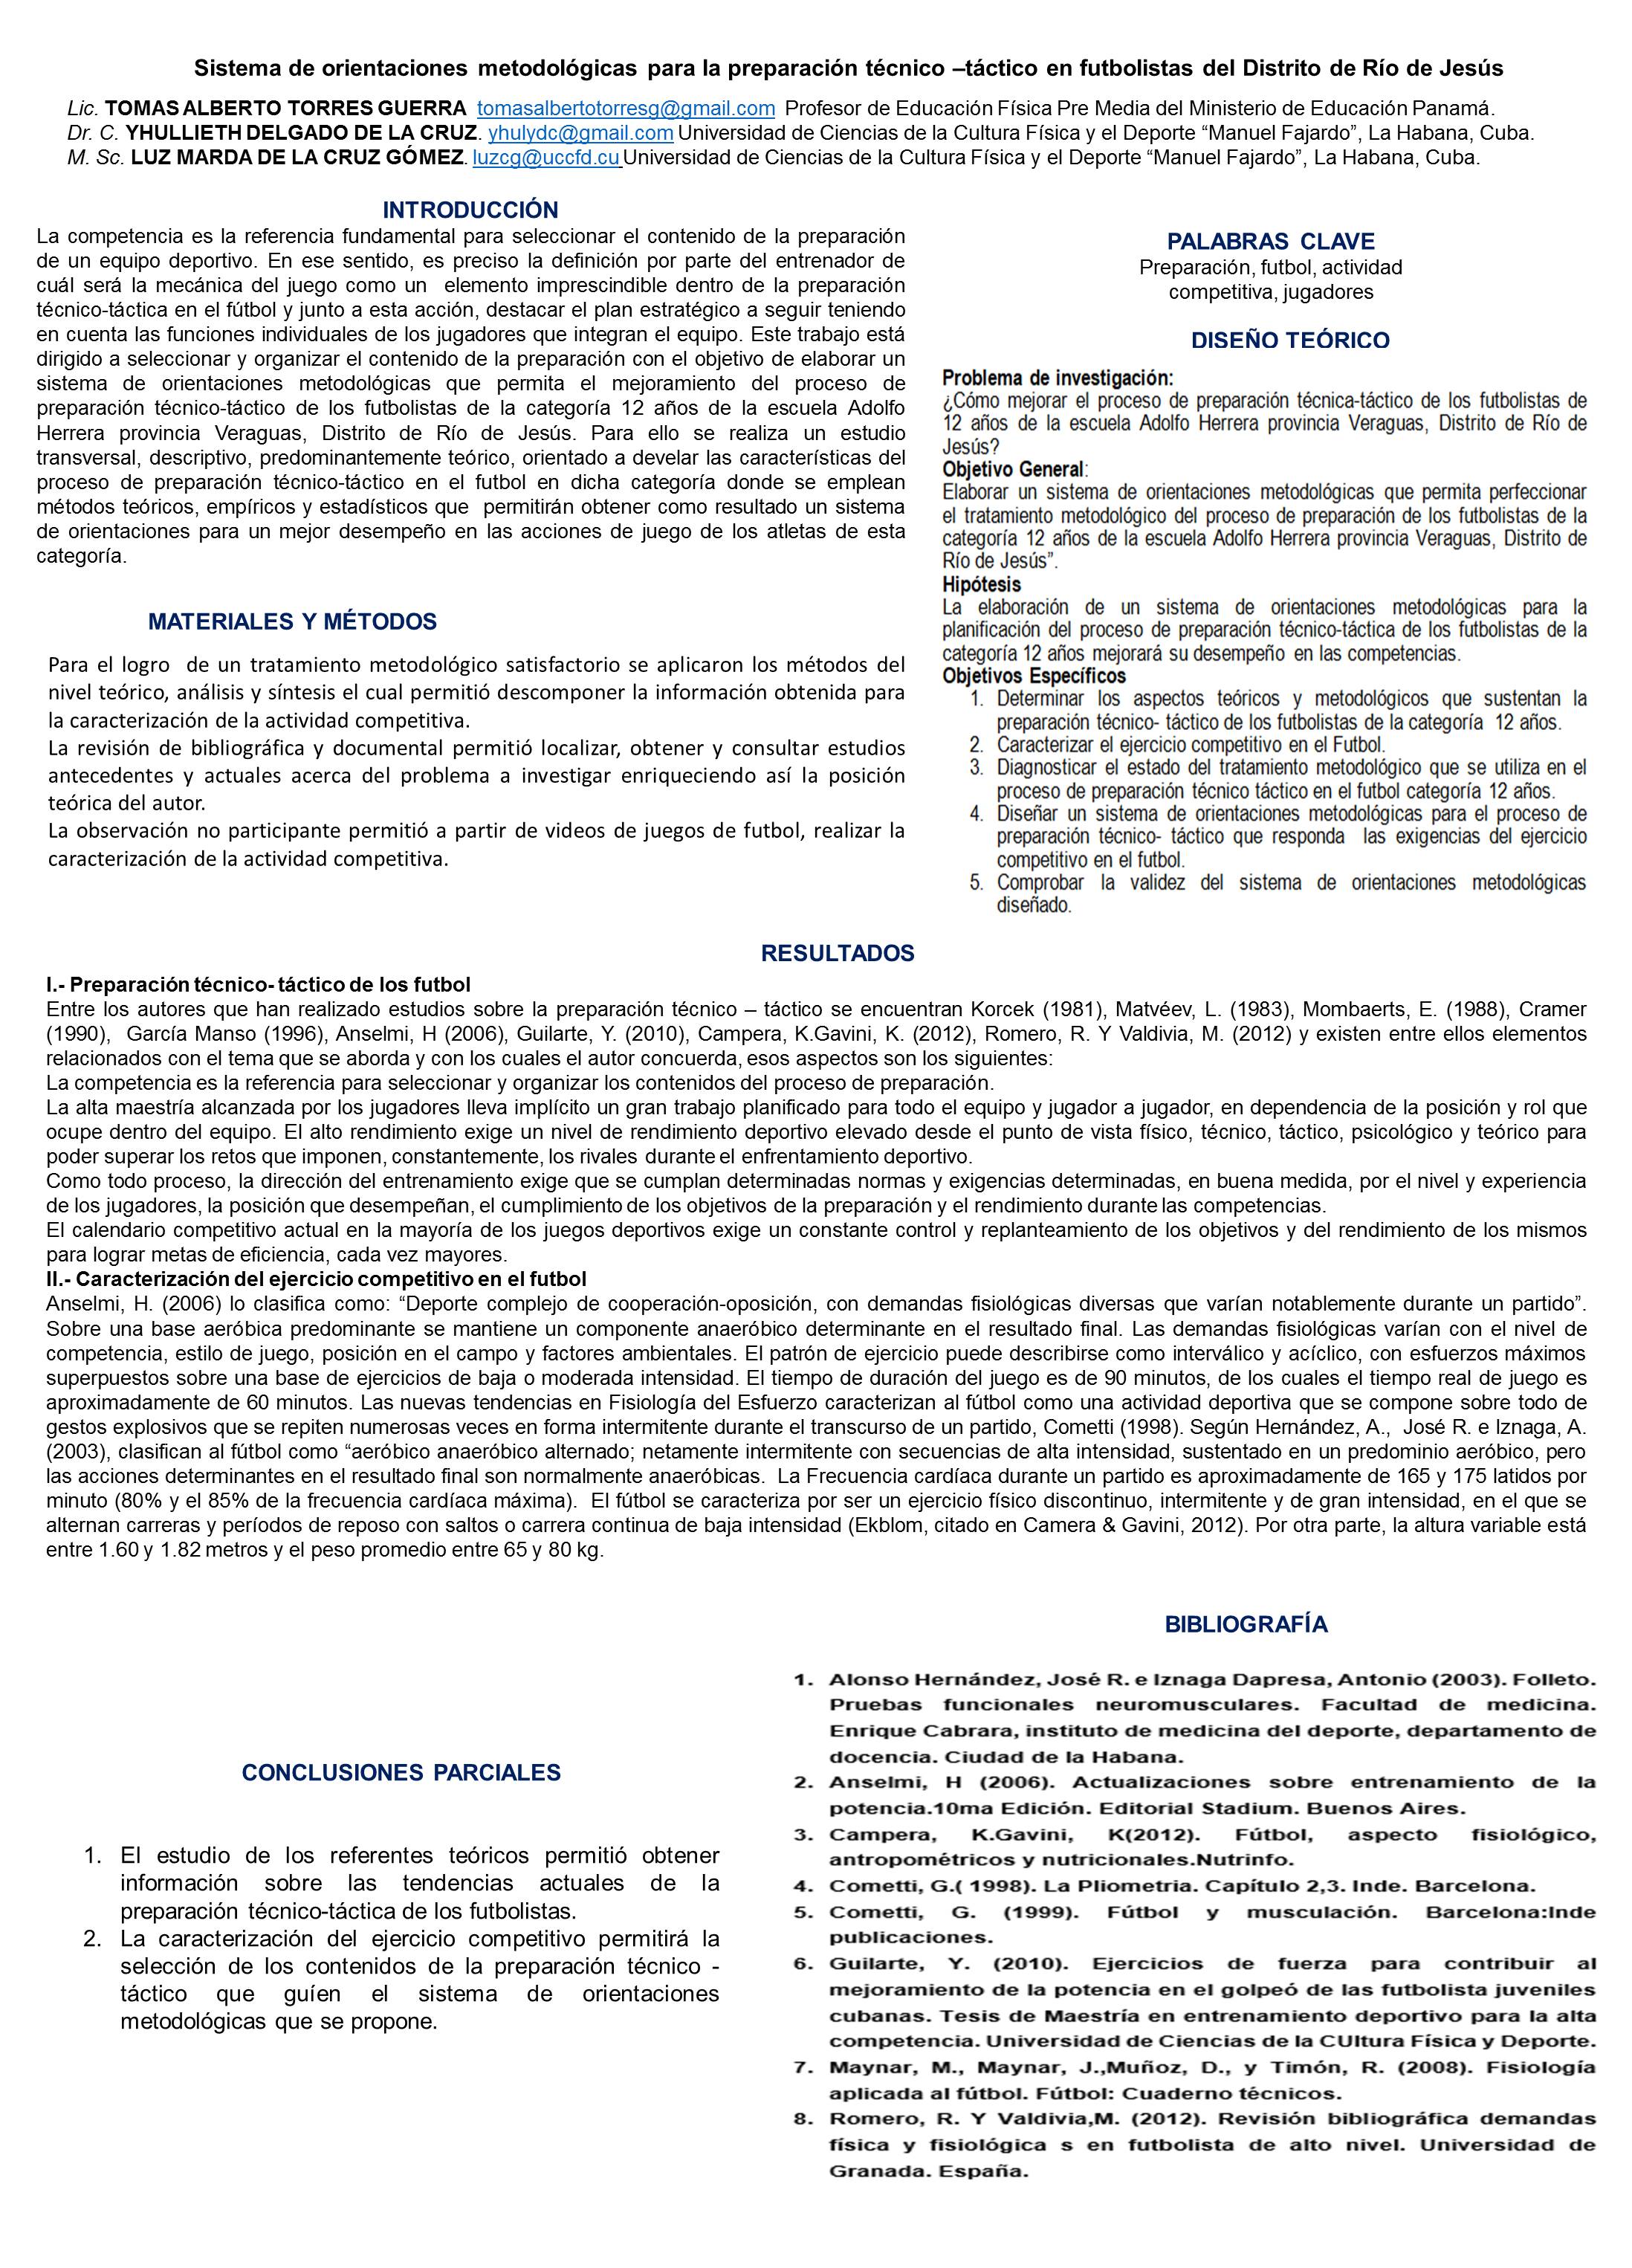 Sistema de orientaciones metodológicas para la preparación técnico –táctico en futbolistas del Distrito de Río de Jesús
Lic. TOMAS ALBERTO TORRES GUERRA tomasalbertotorresg@gmail.com Profesor de Educación Física Pre Media del Ministerio de Educación Panamá.
Dr. C. YHULLIETH DELGADO DE LA CRUZ. yhulydc@gmail.com Universidad de Ciencias de la Cultura Física y el Deporte “Manuel Fajardo”, La Habana, Cuba.
M. Sc. LUZ MARDA DE LA CRUZ GÓMEZ. luzcg@uccfd.cu Universidad de Ciencias de la Cultura Física y el Deporte “Manuel Fajardo”, La Habana, Cuba.
INTRODUCCIÓN
La competencia es la referencia fundamental para seleccionar el contenido de la preparación
de un equipo deportivo. En ese sentido, es preciso la definición por parte del entrenador de
cuál será la mecánica del juego como un elemento imprescindible dentro de la preparación
técnico-táctica en el fútbol y junto a esta acción, destacar el plan estratégico a seguir teniendo
en cuenta las funciones individuales de los jugadores que integran el equipo. Este trabajo está
dirigido a seleccionar y organizar el contenido de la preparación con el objetivo de elaborar un
sistema de orientaciones metodológicas que permita el mejoramiento del proceso de
preparación técnico-táctico de los futbolistas de la categoría 12 años de la escuela Adolfo
Herrera provincia Veraguas, Distrito de Río de Jesús. Para ello se realiza un estudio
transversal, descriptivo, predominantemente teórico, orientado a develar las características del
proceso de preparación técnico-táctico en el futbol en dicha categoría donde se emplean
métodos teóricos, empíricos y estadísticos que permitirán obtener como resultado un sistema
de orientaciones para un mejor desempeño en las acciones de juego de los atletas de esta
categoría.
MATERIALES Y MÉTODOS
Para el logro de un tratamiento metodológico satisfactorio se aplicaron los métodos del
nivel teórico, análisis y síntesis el cual permitió descomponer la información obtenida para
la caracterización de la actividad competitiva.
La revisión de bibliográfica y documental permitió localizar, obtener y consultar estudios
antecedentes y actuales acerca del problema a investigar enriqueciendo así la posición
teórica del autor.
La observación no participante permitió a partir de videos de juegos de futbol, realizar la
caracterización de la actividad competitiva.
PALABRAS CLAVE
Preparación, futbol, actividad
competitiva, jugadores
DISEÑO TEÓRICO
Problema de investigación:
¿Cómo mejorar el proceso de preparación técnica-táctico de los futbolistas de
12 años de la escuela Adolfo Herrera provincia Veraguas, Distrito de Río de
Jesús?
Objetivo General:
Elaborar un sistema de orientaciones metodológicas que permita perfeccionar
el tratamiento metodológico del proceso de preparación de los futbolistas de la
categoría 12 años de la escuela Adolfo Herrera provincia Veraguas, Distrito de
Río de Jesús”.
Hipótesis
La elaboración de un sistema de orientaciones metodológicas para la
planificación del proceso de preparación técnico-táctica de los futbolistas de la
categoría 12 años mejorará su desempeño en las competencias.
Objetivos Específicos
1. Determinar los aspectos teóricos y metodológicos que sustentan la
preparación técnico- táctico de los futbolistas de la categoría 12 años.
2. Caracterizar el ejercicio competitivo en el Futbol.
3. Diagnosticar el estado del tratamiento metodológico que se utiliza en el
proceso de preparación técnico táctico en el futbol categoría 12 años.
4. Diseñar un sistema de orientaciones metodológicas para el proceso de
preparación técnico- táctico que responda las exigencias del ejercicio
competitivo en el futbol.
5. Comprobar la validez del sistema de orientaciones metodológicas
diseñado.
RESULTADOS
I.- Preparación técnico- táctico de los futbol
Entre los autores que han realizado estudios sobre la preparación técnico – táctico se encuentran Korcek (1981), Matvéev, L. (1983), Mombaerts, E. (1988), Cramer
(1990), García Manso (1996), Anselmi, H (2006), Guilarte, Y. (2010), Campera, K.Gavini, K. (2012), Romero, R. Y Valdivia, M. (2012) y existen entre ellos elementos
relacionados con el tema que se aborda y con los cuales el autor concuerda, esos aspectos son los siguientes:
La competencia es la referencia para seleccionar y organizar los contenidos del proceso de preparación.
La alta maestría alcanzada por los jugadores lleva implícito un gran trabajo planificado para todo el equipo y jugador a jugador, en dependencia de la posición y rol que
ocupe dentro del equipo. El alto rendimiento exige un nivel de rendimiento deportivo elevado desde el punto de vista físico, técnico, táctico, psicológico y teórico para
poder superar los retos que imponen, constantemente, los rivales durante el enfrentamiento deportivo.
Como todo proceso, la dirección del entrenamiento exige que se cumplan determinadas normas y exigencias determinadas, en buena medida, por el nivel y experiencia
de los jugadores, la posición que desempeñan, el cumplimiento de los objetivos de la preparación y el rendimiento durante las competencias.
El calendario competitivo actual en la mayoría de los juegos deportivos exige un constante control y replanteamiento de los objetivos y del rendimiento de los mismos
para lograr metas de eficiencia, cada vez mayores.
II.- Caracterización del ejercicio competitivo en el futbol
Anselmi, H. (2006) lo clasifica como: “Deporte complejo de cooperación-oposición, con demandas fisiológicas diversas que varían notablemente durante un partido”.
Sobre una base aeróbica predominante se mantiene un componente anaeróbico determinante en el resultado final. Las demandas fisiológicas varían con el nivel de
competencia, estilo de juego, posición en el campo y factores ambientales. El patrón de ejercicio puede describirse como interválico y acíclico, con esfuerzos máximos
superpuestos sobre una base de ejercicios de baja o moderada intensidad. El tiempo de duración del juego es de 90 minutos, de los cuales el tiempo real de juego es
aproximadamente de 60 minutos. Las nuevas tendencias en Fisiología del Esfuerzo caracterizan al fútbol como una actividad deportiva que se compone sobre todo de
gestos explosivos que se repiten numerosas veces en forma intermitente durante el transcurso de un partido, Cometti (1998). Según Hernández, A., José R. e Iznaga, A.
(2003), clasifican al fútbol como “aeróbico anaeróbico alternado; netamente intermitente con secuencias de alta intensidad, sustentado en un predominio aeróbico, pero
las acciones determinantes en el resultado final son normalmente anaeróbicas. La Frecuencia cardíaca durante un partido es aproximadamente de 165 y 175 latidos por
minuto (80% y el 85% de la frecuencia cardíaca máxima). El fútbol se caracteriza por ser un ejercicio físico discontinuo, intermitente y de gran intensidad, en el que se
alternan carreras y períodos de reposo con saltos o carrera continua de baja intensidad (Ekblom, citado en Camera & Gavini, 2012). Por otra parte, la altura variable está
entre 1.60 y 1.82 metros y el peso promedio entre 65 y 80 kg.
CONCLUSIONES PARCIALES
1. El estudio de los referentes teóricos permitió obtener
información sobre las tendencias actuales de la
preparación técnico-táctica de los futbolistas.
2. La caracterización del ejercicio competitivo permitirá la
selección de los contenidos de la preparación técnico -
táctico que guíen el sistema de orientaciones
metodológicas que se propone.
BIBLIOGRAFÍA
1. Alonso Hernández, José R. e Iznaga Dapresa, Antonio (2003). Folleto.
Pruebas funcionales neuromusculares. Facultad de medicina.
Enrique Cabrara, instituto de medicina del deporte, departamento de
docencia. Ciudad de la Habana.
2. Anselmi, H (2006). Actualizaciones sobre entrenamiento de la
potencia.10ma Edición. Editorial Stadium. Buenos Aires.
3. Campera, K.Gavini, K(2012). Fútbol, aspecto fisiológico,
antropométricos y nutricionales.Nutrinfo.
4. Cometti, G.( 1998). La Pliometria. Capítulo 2,3. Inde. Barcelona.
5. Cometti, G. (1999). Fútbol y musculación. Barcelona:Inde
publicaciones.
6. Guilarte, Y. (2010). Ejercicios de fuerza para contribuir al
mejoramiento de la potencia en el golpeó de las futbolista juveniles
cubanas. Tesis de Maestría en entrenamiento deportivo para la alta
competencia. Universidad de Ciencias de la CUltura Física y Deporte.
7. Maynar, M., Maynar, J.,Muñoz, D., y Timón, R. (2008). Fisiología
aplicada al fútbol. Fútbol: Cuaderno técnicos.
8. Romero, R. Y Valdivia,M. (2012). Revisión bibliográfica demandas
física y fisiológica s en futbolista de alto nivel. Universidad de
Granada. España.